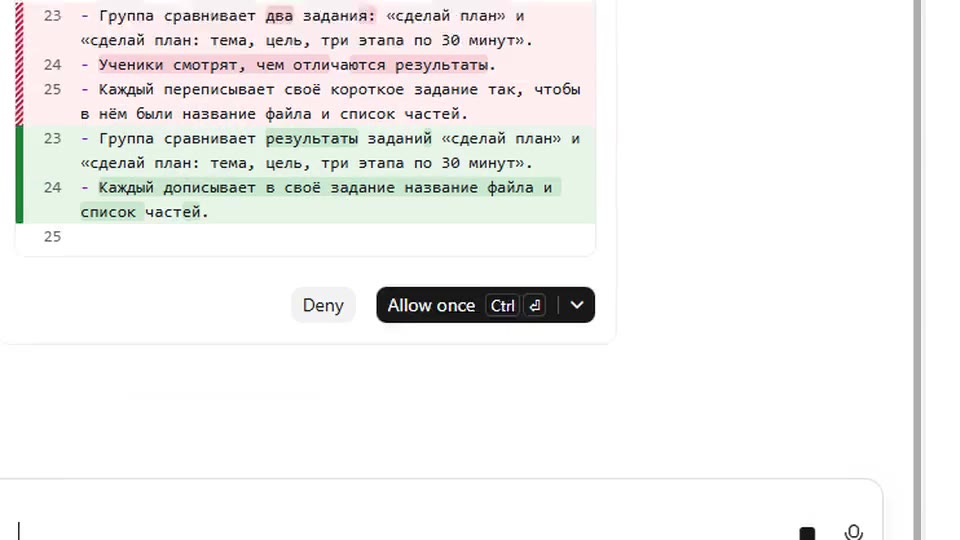 23 - Группа сравнивает два задания: «сделай план» и
«сделай план: тема, цель, три этапа по 30 минут».
24 - Ученики смотрят, чем отличаются результаты.
25 - Каждый переписывает своё короткое задание так, чтобы
в нём были название файла и список частей.
23 - Группа сравнивает результаты заданий «сделай план» и
«сделай план: тема, цель, три этапа по 30 минут».
24 - Каждый дописывает в своё задание название файла и
список частей.
25
Deny Allow once Ctrl ⏎